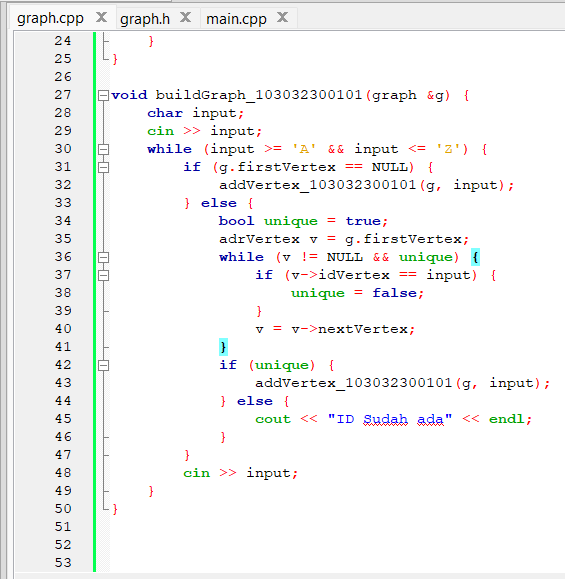 graph.cpp X graph.h X main.cpp X
24 }
25 }
26
27 void buildGraph_103032300101(graph &g) {
28 char input;
29 cin >> input;
30 while (input >= 'A' && input <= 'Z') {
31 if (g.firstVertex == NULL) {
32 addVertex_103032300101(g, input);
33 } else {
34 bool unique = true;
35 adrVertex v = g.firstVertex;
36 while (v != NULL && unique) {
37 if (v->idVertex == input) {
38 unique = false;
39 }
40 v = v->nextVertex;
41 }
42 if (unique) {
43 addVertex_103032300101(g, input);
44 } else {
45 cout << "ID Sudah ada" << endl;
46 }
47 }
48 cin >> input;
49 }
50 }
51
52
53